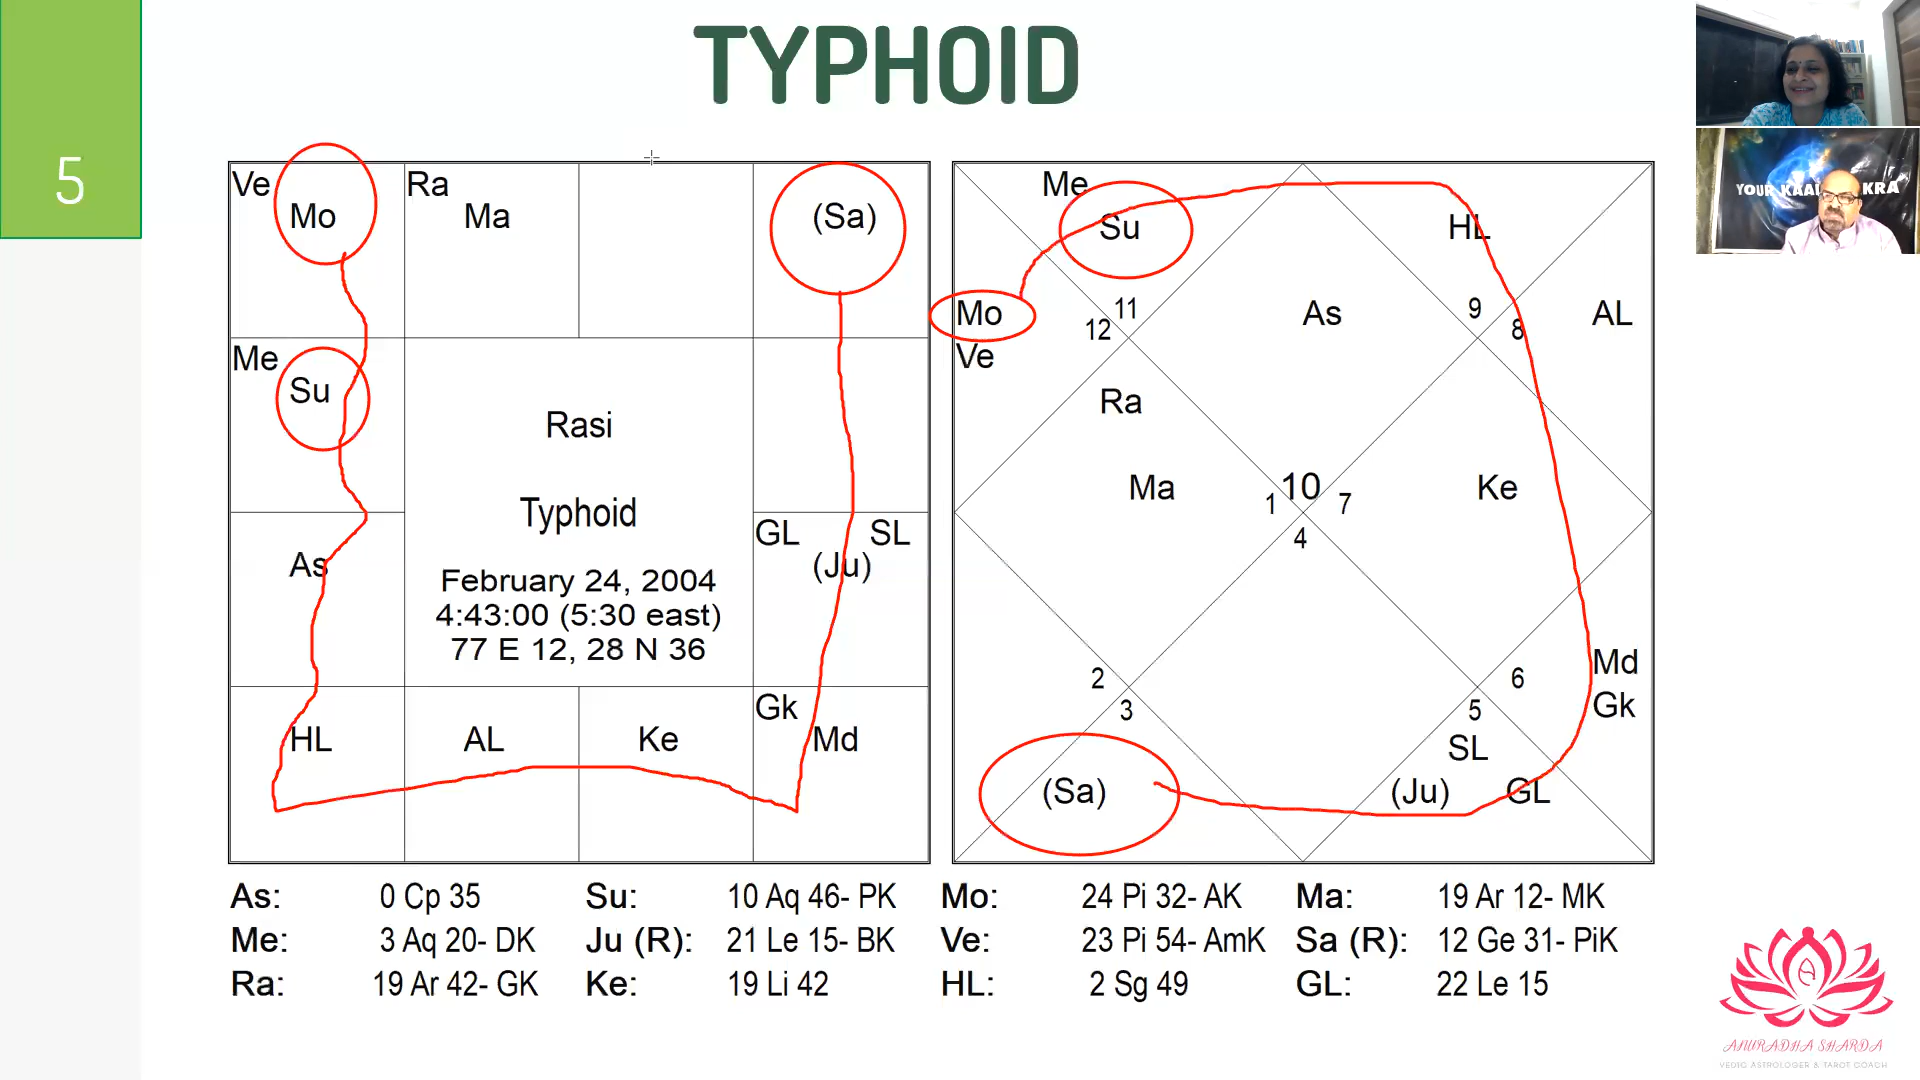 TYPHOID
5
Ve
Mo
Ra
Ma
(Sa)
Me
Su
Rasi
Typhoid
February 24, 2004
4:43:00 (5:30 east)
77 E 12, 28 N 36
As
GL SL
(Ju)
HL
AL
Ke
Gk
Md
Me
Su
HL
Mo
Ve
11
12
As
9
8
AL
Ra
Ma
10
1 7
4
Ke
2
3
6
5
Md
Gk
SL
(Sa)
(Ju) GL
As: 0 Cp 35 Su: 10 Aq 46- PK Mo: 24 Pi 32- AK Ma: 19 Ar 12- MK
Me: 3 Aq 20- DK Ju (R): 21 Le 15- BK Ve: 23 Pi 54- AmK Sa (R): 12 Ge 31- PiK
Ra: 19 Ar 42- GK Ke: 19 Li 42 HL: 2 Sg 49 GL: 22 Le 15
ANURADHA SHARDA
VEDIC ASTROLOGER & TAROT COACH